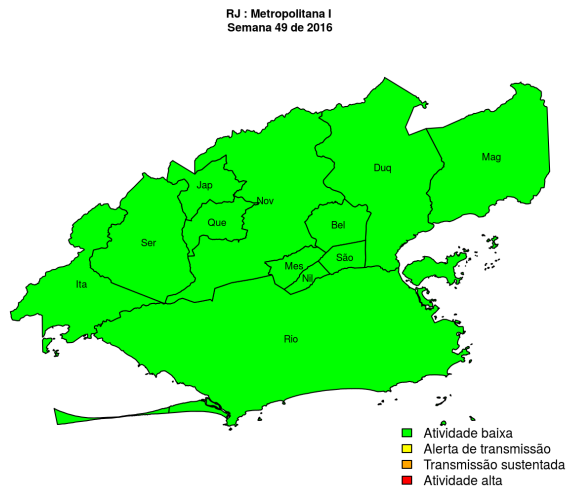 RJ : Metropolitana I
Semana 49 de 2016
Mag
Duq
Jap
Nov
Que
Bel
Ser
São
Mes
Nil
Ita
Rio
Atividade baixa
Alerta de transmissão
Transmissão sustentada
Atividade alta